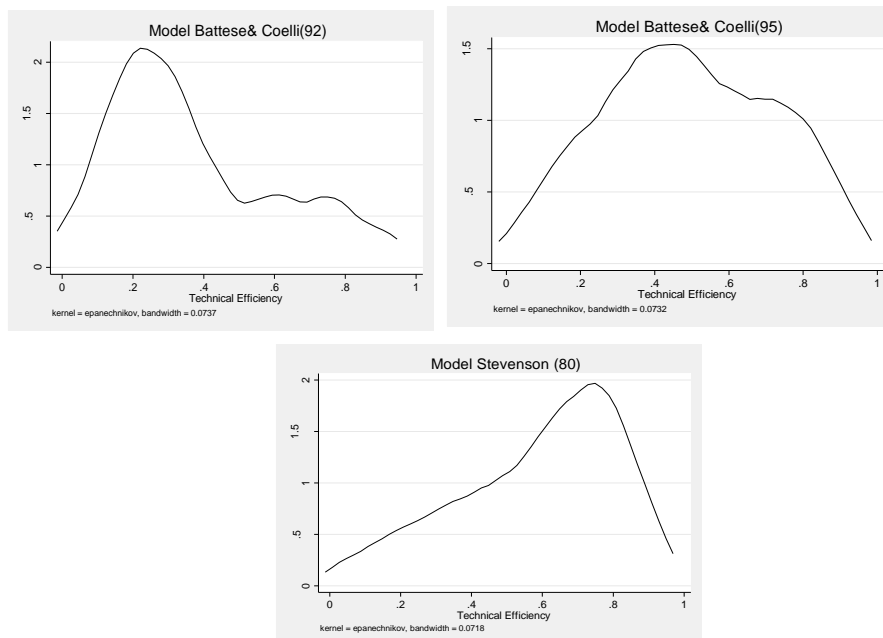 Model Battese& Coelli(92)
2
1.5
1
.5
0
0 .2 .4 .6 .8 1
Technical Efficiency
kernel = epanechnikov, bandwidth = 0.0737
Model Battese& Coelli(95)
1.5
1
.5
0
0 .2 .4 .6 .8 1
Technical Efficiency
kernel = epanechnikov, bandwidth = 0.0732
Model Stevenson (80)
2
1.5
1
.5
0
0 .2 .4 .6 .8 1
Technical Efficiency
kernel = epanechnikov, bandwidth = 0.0718